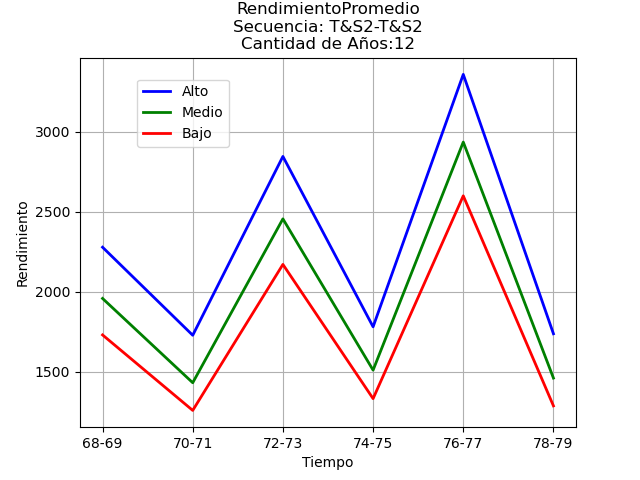 RendimientoPromedio
Secuencia: T&S2-T&S2
Cantidad de Años:12
Alto
Medio
Bajo
Rendimiento
3000
2500
2000
1500
68-69 70-71 72-73 74-75 76-77 78-79
Tiempo